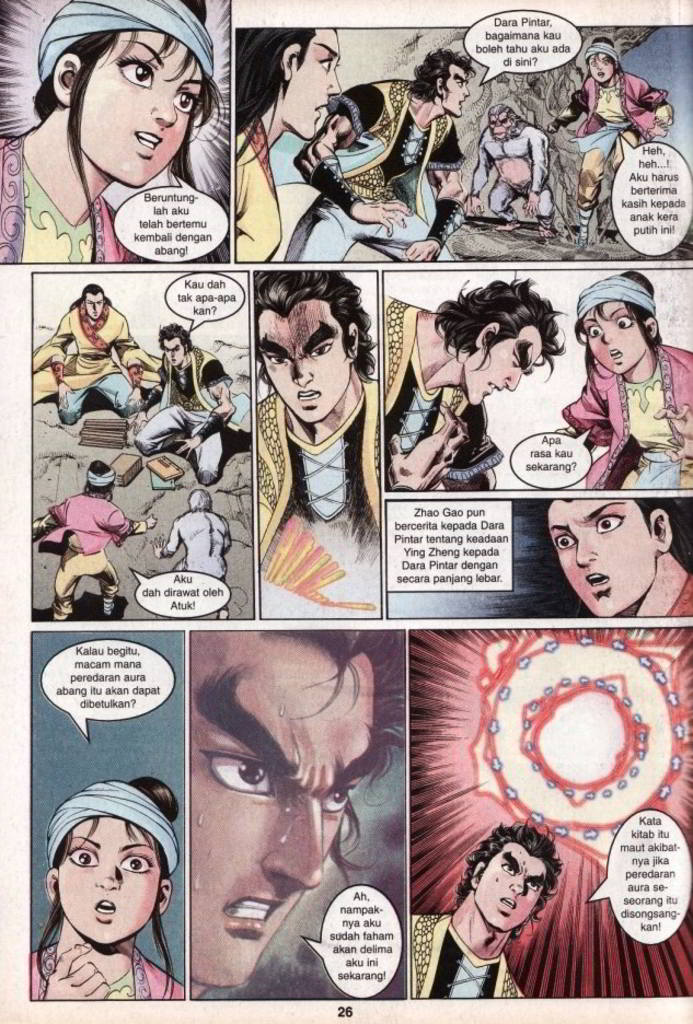 Beruntung-
lah aku
telah bertemu
kembali dengan
abang!
Dara Pintar,
bagaimana kau
boleh tahu aku ada
di sini?
Heh,
heh...!
Aku harus
berterima
kasih kepada
anak kera
putih ini!
Kau dah
tak apa-apa
kan?
Aku
dah dirawat oleh
Atuk!
Apa
rasa kau
sekarang?
Zhao Gao pun
bercerita kepada Dara
Pintar tentang keadaan
Ying Zheng kepada
Dara Pintar dengan
secara panjang lebar.
Kalau begitu,
macam mana
peredaran aura
abang itu akan dapat
dibetulkan?
Ah,
nampak-
nya aku
sudah faham
akan delima
aku ini
sekarang!
Kata
kitab itu
maut akibat-
nya jika
peredaran
aura se-
seorang itu
disongsang-
kan!
26